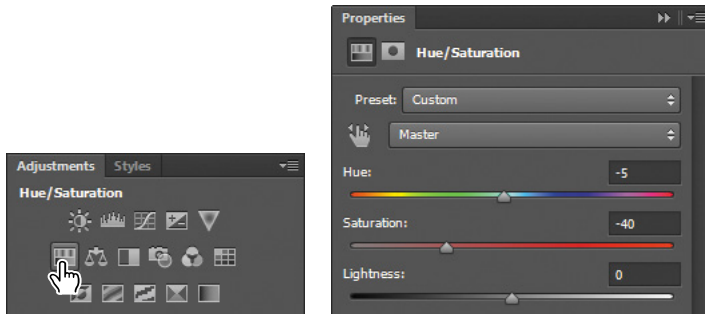 Adjustments Styles
Hue/Saturation
Properties
Hue/Saturation
Preset: Custom
Master
Hue: -5
Saturation: -40
Lightness: 0